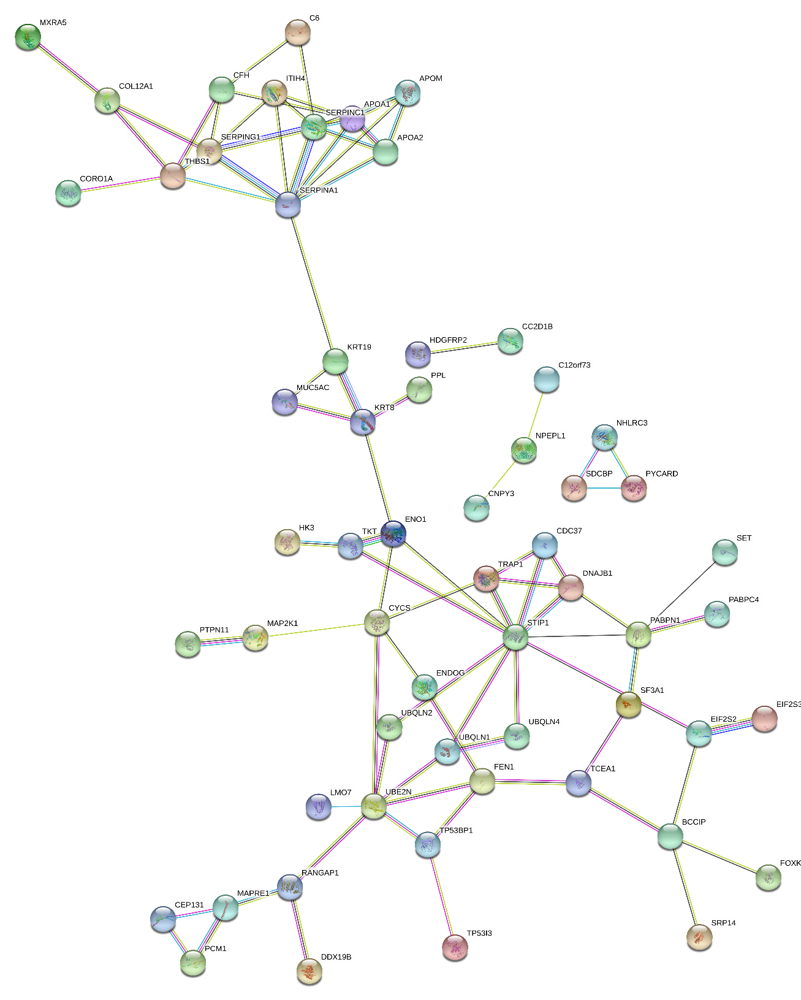 C6
MXRA5
CFH
ITIH4
APOM
COL12A1
APOA1
SERPINC1
SERPING1
APOA2
THBS1
CORO1A
SERPINA1
CC2D1B
HDGFRP2
KRT19
C12orf73
PPL
MUC5AC
KRT8
NHLRC3
NPEPL1
SDCBP
PYCARD
CNPY3
ENO1
HK3
TKT
CDC37
SET
TRAP1
DNAJB1
PABPC4
CYCS
PABPN1
MAP2K1
STIP1
PTPN11
ENDOG
SF3A1
EIF2S3
UBQLN2
EIF2S2
UBQLN4
UBQLN1
FEN1
TCEA1
LMO7
UBE2N
BCCIP
TP53BP1
FOXK
RANGAP1
MAPRE1
CEP131
SRP14
TP53I3
PCM1
DDX19B